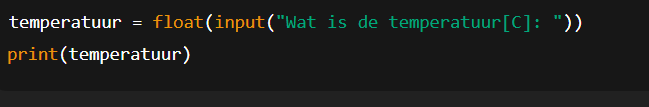 temperatuur = float(input("Wat is de temperatuur[C]: "))
print(temperatuur)